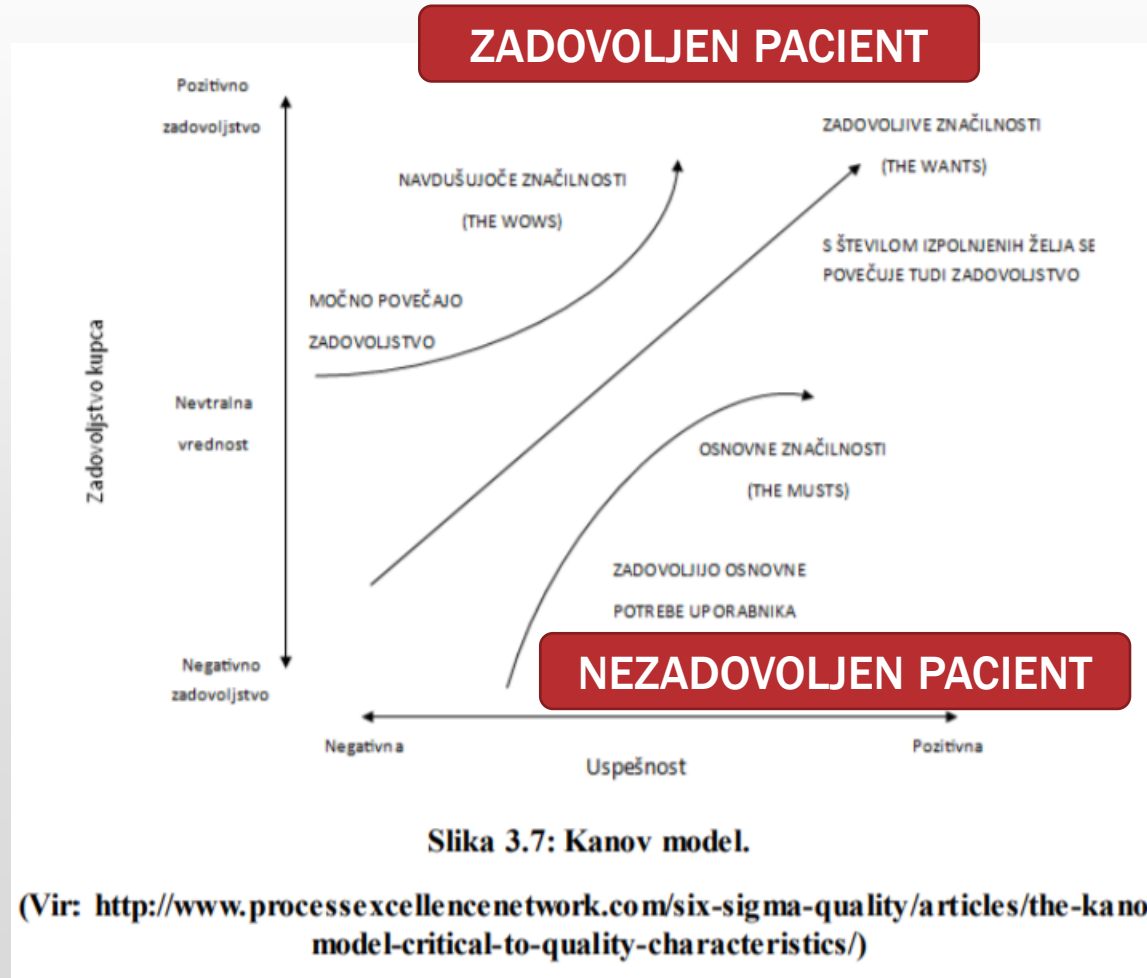 ZADOVOLJEN PACIENT
Pozitivno
zadovoljstvo
ZADOVOLJIVE ZNAČILNOSTI
(THE WANTS)
NAVDUŠUJOČE ZNAČILNOSTI
(THE WOWS)
S ŠTEVILOM IZPOLNJENIH ŽELJA SE
POVEČUJE TUDI ZADOVOLJSTVO
MOČNO POVEČAJO
ZADOVOLJSTVO
Zadovoljstvo kupca
Nevtralna
vrednost
OSNOVNE ZNAČILNOSTI
(THE MUSTS)
ZADOVOLJIJO OSNOVNE
POTREBE UPORABNIKA
Negativno
zadovoljstvo
NEZADOVOLJEN PACIENT
Negativna
Pozitivna
Uspešnost
Slika 3.7: Kanov model.
(Vir: http://www.processexcellencenetwork.com/six-sigma-quality/articles/the-kano
model-critical-to-quality-characteristics/)